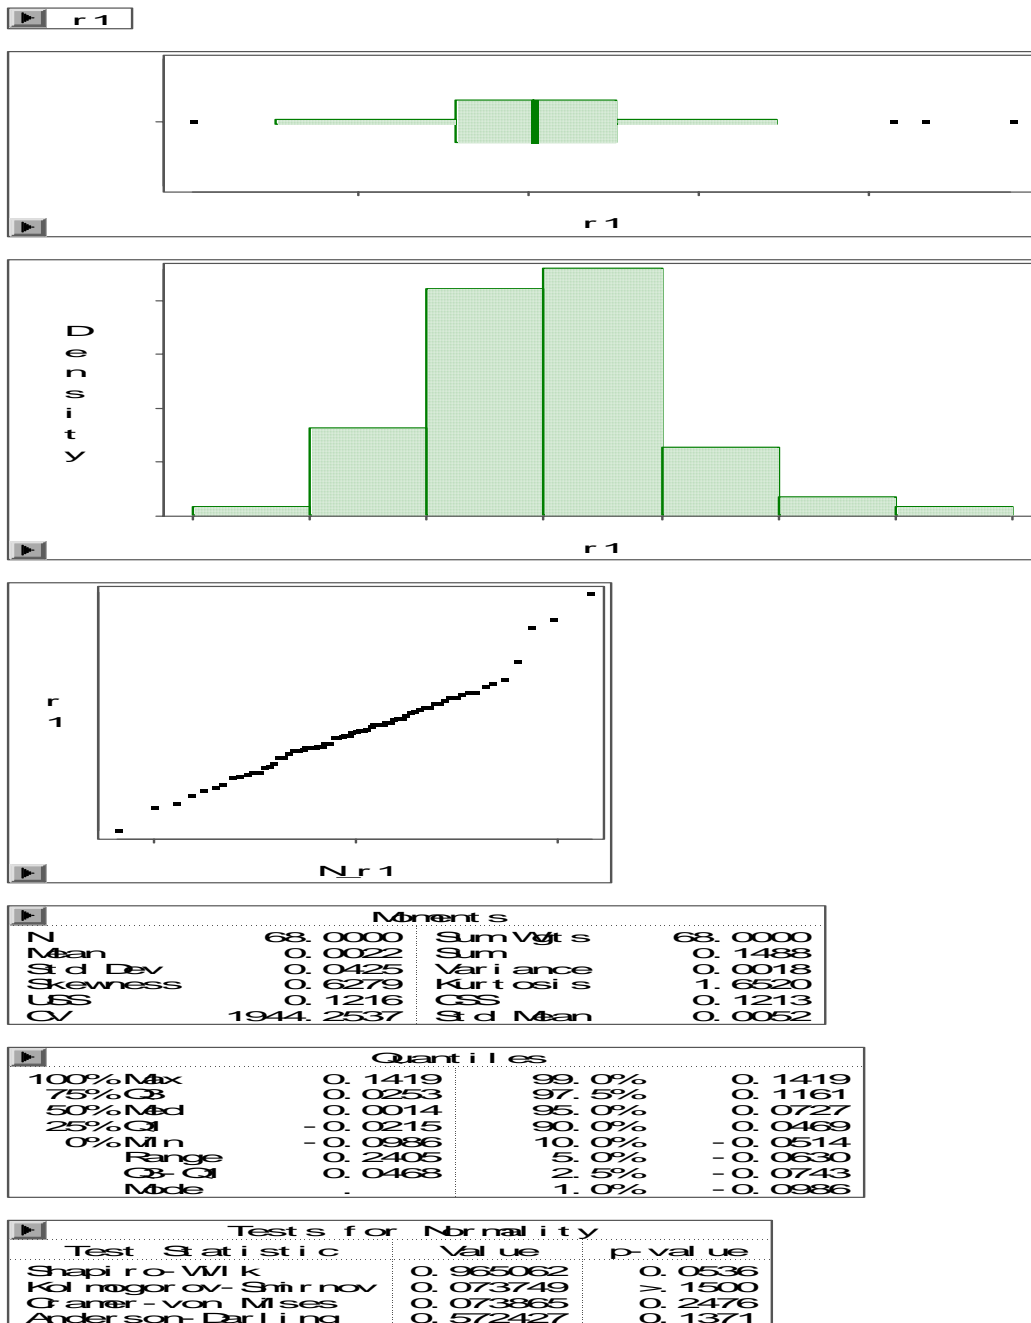 r1
r1
Density
r1
r1
N_r1
Moments
N 68.0000 Sum Wgts 68.0000
Mean 0.0022 Sum 0.1488
Std Dev 0.0425 Variance 0.0018
Skewness 0.6279 Kurtosis 1.6520
USS 0.1216 CSS 0.1213
CV 1944.2537 Std Mean 0.0052
Quantiles
100% Max 0.1419 99.0% 0.1419
75% Q3 0.0253 97.5% 0.1161
50% Med 0.0014 95.0% 0.0727
25% Q1 -0.0215 90.0% 0.0469
0% Min -0.0986 10.0% -0.0514
Range 0.2405 5.0% -0.0630
Q3-Q1 0.0468 2.5% -0.0743
Mode . 1.0% -0.0986
Tests for Normality
Test Statistic Value p-value
Shapiro-Wilk 0.965062 0.0536
Kolmogorov-Smirnov 0.073749 >.1500
Cramer-von Mises 0.073865 0.2476
Anderson-Darling 0.572427 0.1371